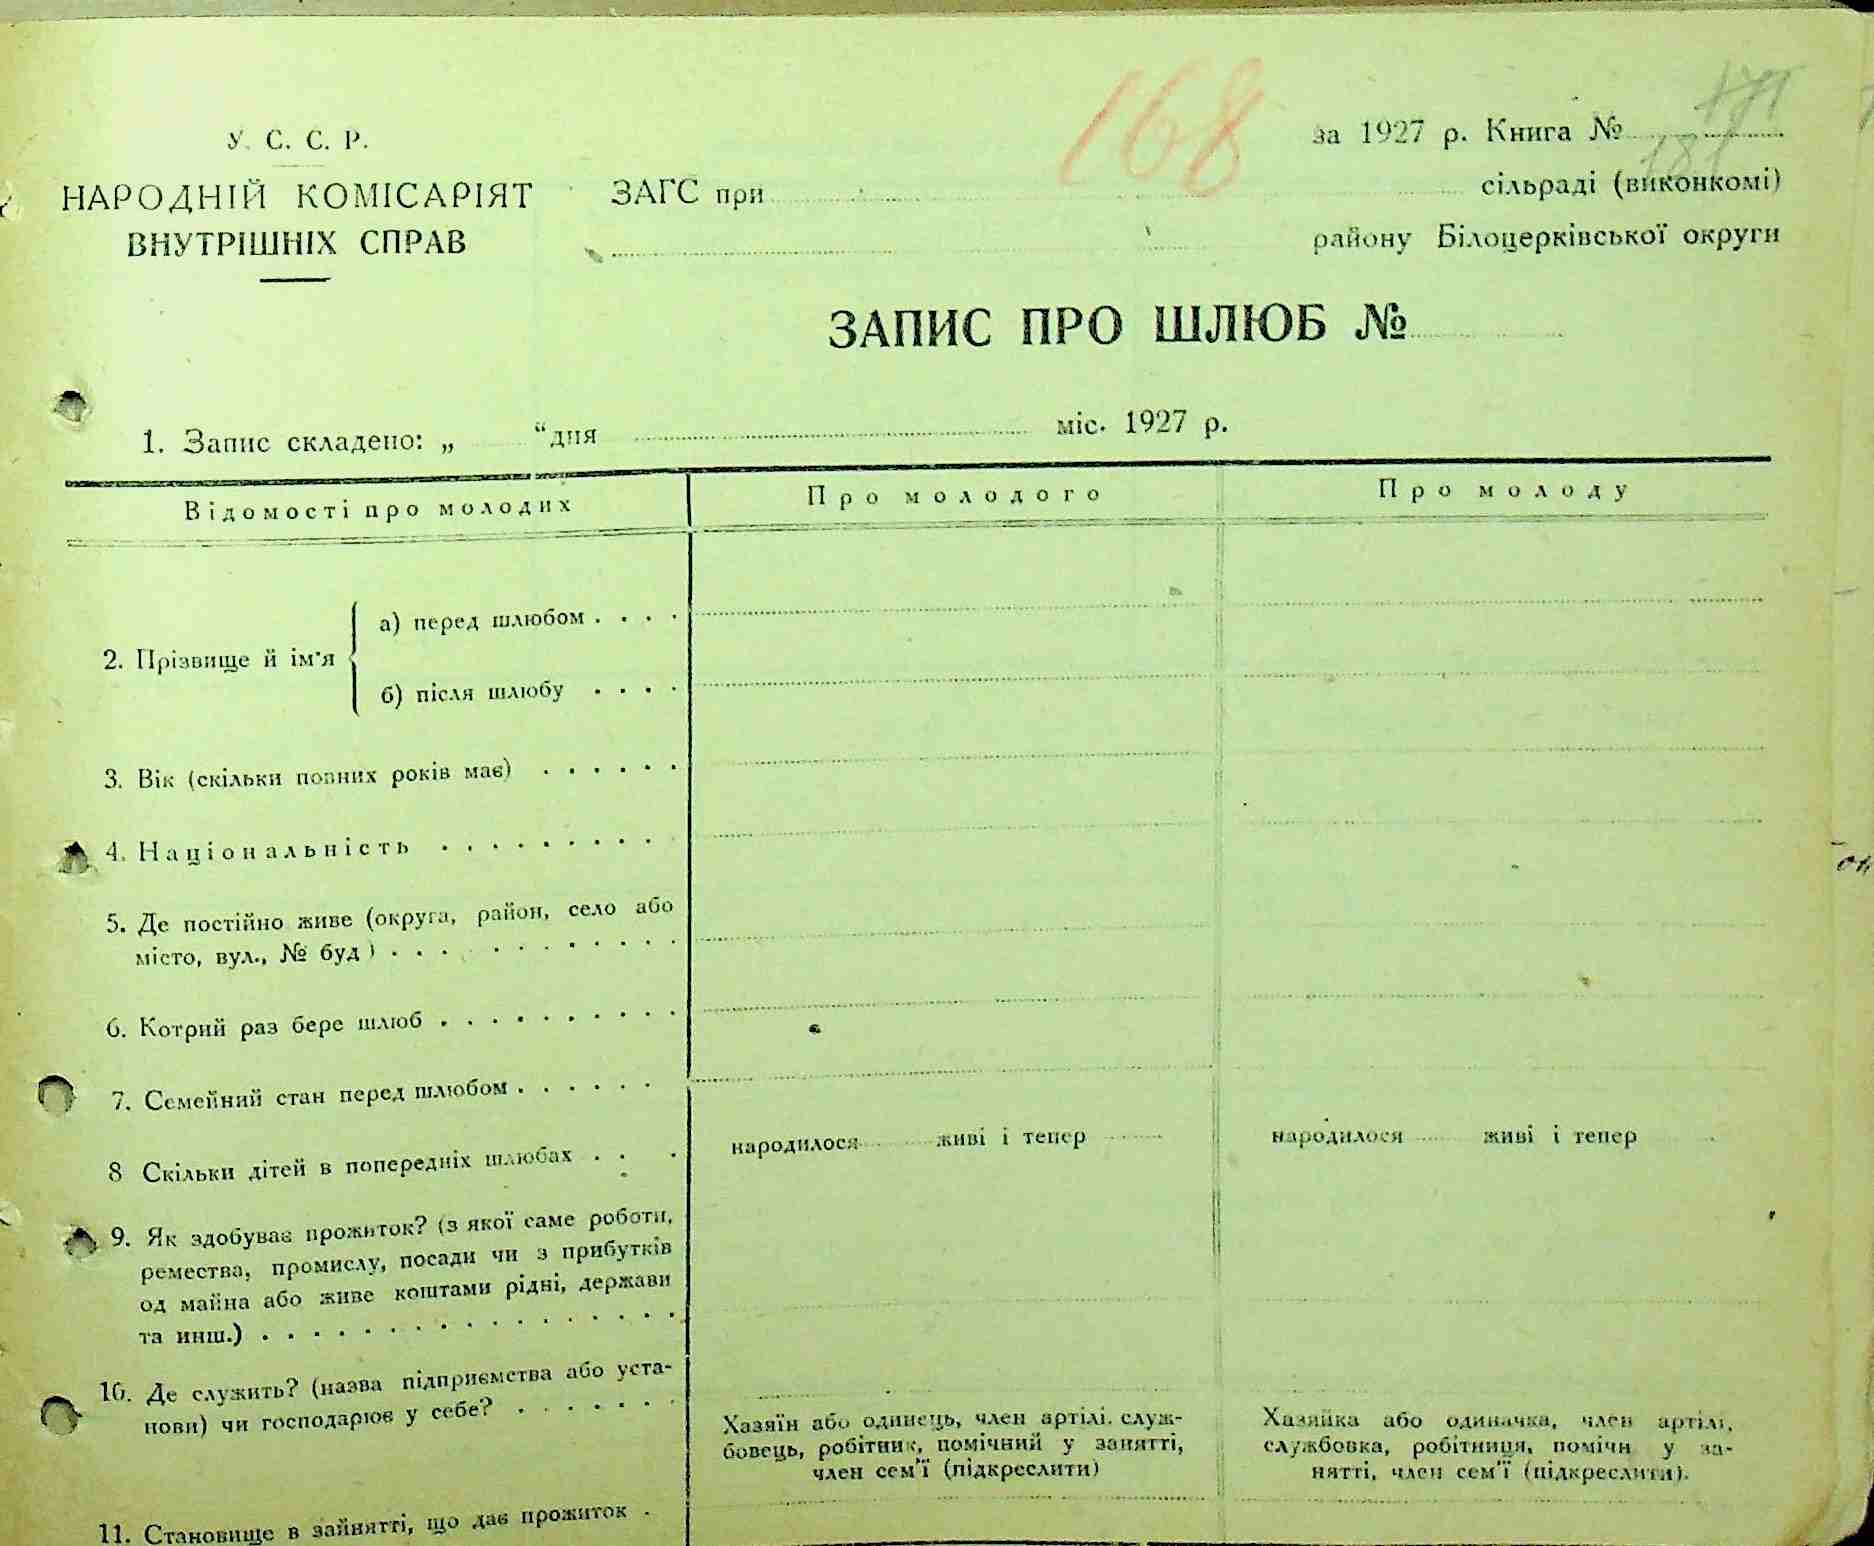 168
171
У. С. С. Р.
за 1927 р. Книга №
181
НАРОДНІЙ КОМІСАРІЯТ
ЗАГС при сільраді (виконкомі)
ВНУТРІШНІХ СПРАВ
району Білоцерківської округи
ЗАПИС ПРО ШЛЮБ №
1. Запис складено: „ “ дня міс. 1927 р.
Відомості про молодих
Про молодого
Про молоду
2. Прізвище й ім'я
а) перед шлюбом . . . .
б) після шлюбу . . . .
3. Вік (скільки повних років має) . . . . . .
4. Національність . . . . . . . . .
5. Де постійно живе (округа, район, село або
місто, вул., № буд ) . . . . . . . . . . .
6. Котрий раз бере шлюб . . . . . . . . . .
7. Семейний стан перед шлюбом . . . . . .
8 Скільки дітей в попередніх шлюбах . . .
народилося живі і тепер
народилося живі і тепер
9. Як здобуває прожиток? (з якої саме роботи,
ремества, промислу, посади чи з прибутків
од майна або живе коштами рідні, держави
та инш.) . . . . . . . . . . . . . . . . .
10. Де служить? (назва підприємства або уста-
нови) чи господарює у себе? . . . . . . .
Хазяїн або одинець, член артілі, служ-
бовець, робітник, помічний у занятті,
член сем'ї (підкреслити)
Хазяйка або одиначка, член артілі,
службовка, робітниця, помічн у за-
нятті, член сем'ї (підкреслити).
11. Становище в зайнятті, що дає прожиток .